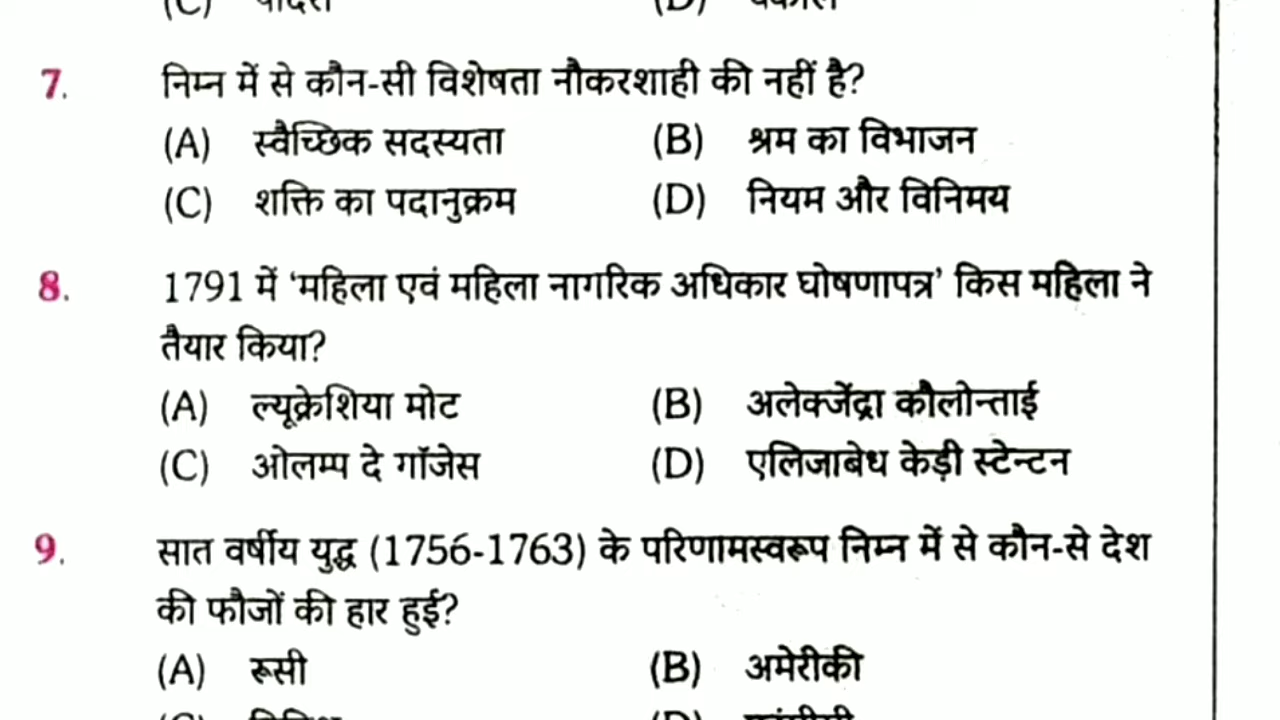 7. निम्न में से कौन-सी विशेषता नौकरशाही की नहीं है?
(A) स्वैच्छिक सदस्यता (B) श्रम का विभाजन
(C) शक्ति का पदानुक्रम (D) नियम और विनिमय
8. 1791 में ‘महिला एवं महिला नागरिक अधिकार घोषणापत्र’ किस महिला ने
तैयार किया?
(A) ल्यूक्रेशिया मोट (B) अलेक्जेंद्रा कौलोन्ताई
(C) ओलम्प दे गॉजेस (D) एलिजाबेध केड़ी स्टेन्टन
9. सात वर्षीय युद्ध (1756-1763) के परिणामस्वरूप निम्न में से कौन-से देश
की फौजों की हार हुई?
(A) रूसी (B) अमेरीकी